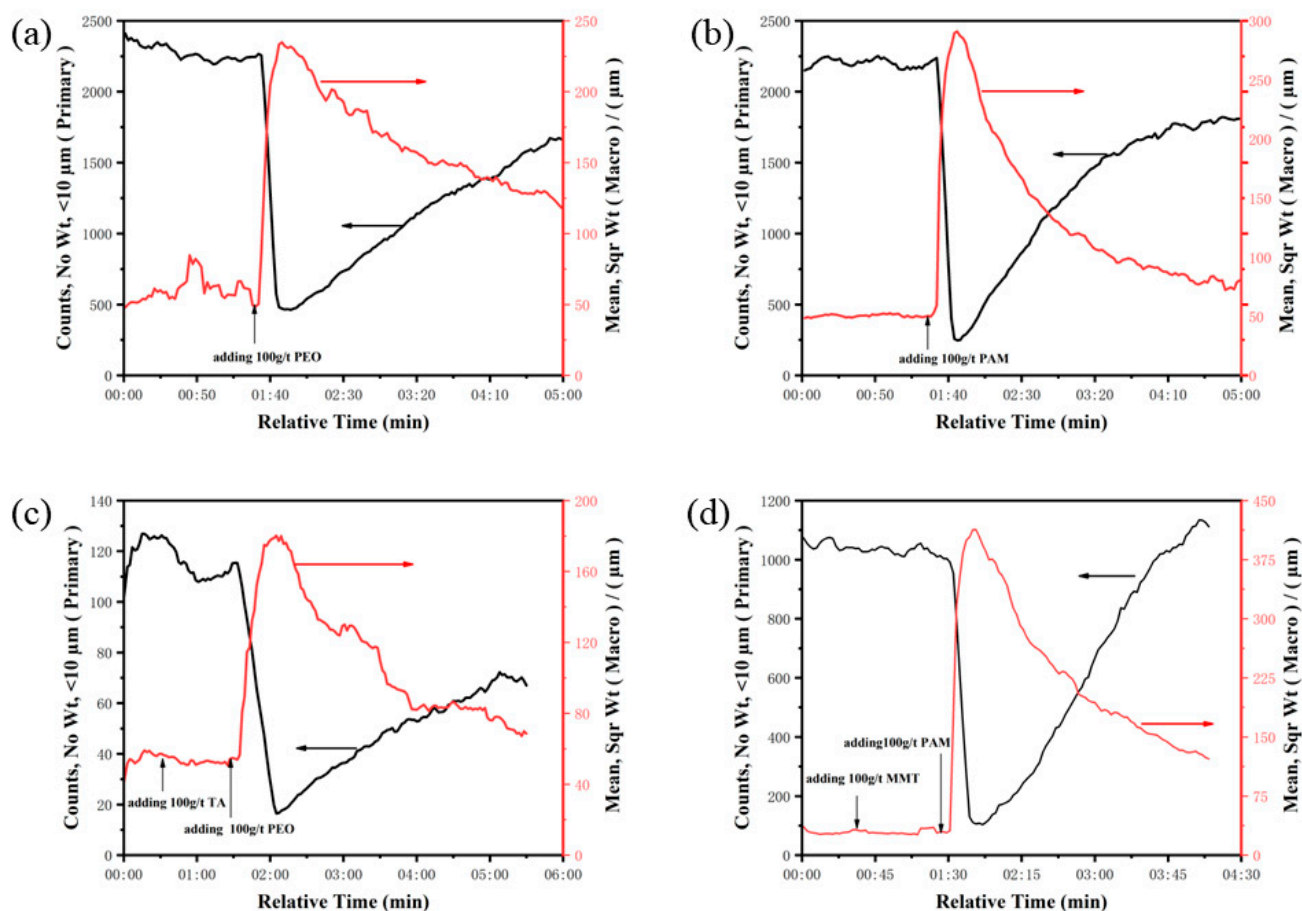 (a)
Counts, No Wt, <10 μm ( Primary )
2500
2000
1500
1000
500
0
250
200
150
100
50
0
Mean, Sqr Wt ( Macro ) / ( μm )
adding 100g/t PEO
00:00 00:50 01:40 02:30 03:20 04:10 05:00
Relative Time (min)
(b)
Counts, No Wt, <10 μm ( Primary )
2500
2000
1500
1000
500
0
300
250
200
150
300
100
50
0
Mean, Sqr Wt ( Macro ) / ( μm )
adding 100g/t PAM
00:00 00:50 01:40 02:30 03:20 04:10 05:00
Relative Time (min)
(c)
Counts, No Wt, <10 μm ( Primary )
140
120
100
80
60
40
20
0
200
180
120
80
60
0
Mean, Sqr Wt ( Macro ) / ( μm )
adding 100g/t TA
adding 100g/t PEO
00:00 01:00 02:00 03:00 04:00 05:00 06:00
Relative Time (min)
(d)
Counts, No Wt, <10 μm ( Primary )
1200
1000
800
600
400
200
0
450
375
300
250
150
75
0
Mean, Sqr Wt ( Macro ) / ( μm )
adding100g/t PAM
adding 100g/t MMT
00:00 00:45 01:30 02:15 03:00 03:45 04:30
Relative Time (min)